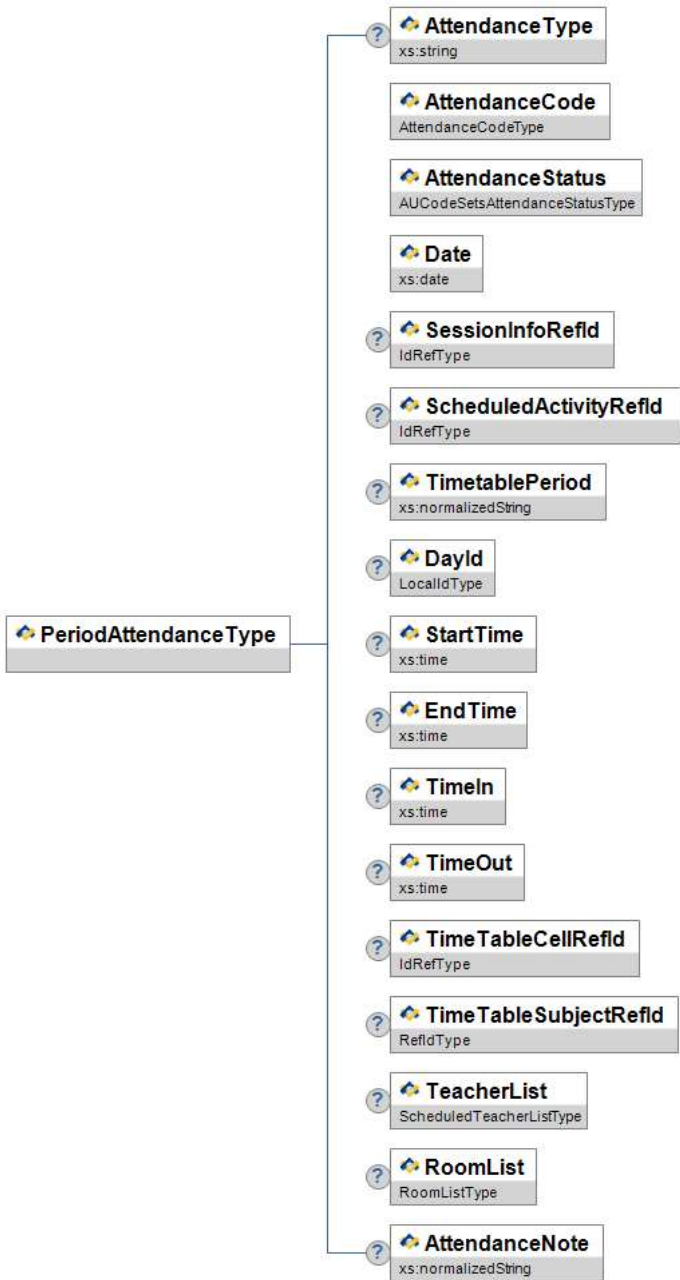 ?
AttendanceType
xs:string
AttendanceCode
AttendanceCodeType
AttendanceStatus
AUCodeSetsAttendanceStatusType
Date
xs:date
?
SessionInfoRefId
IdRefType
?
ScheduledActivityRefId
IdRefType
?
TimetablePeriod
xs:normalizedString
?
DayId
LocalIdType
PeriodAttendanceType
?
StartTime
xs:time
?
EndTime
xs:time
?
TimeIn
xs:time
?
TimeOut
xs:time
?
TimeTableCellRefId
IdRefType
?
TimeTableSubjectRefId
RefIdType
?
TeacherList
ScheduledTeacherListType
?
RoomList
RoomListType
?
AttendanceNote
xs:normalizedString